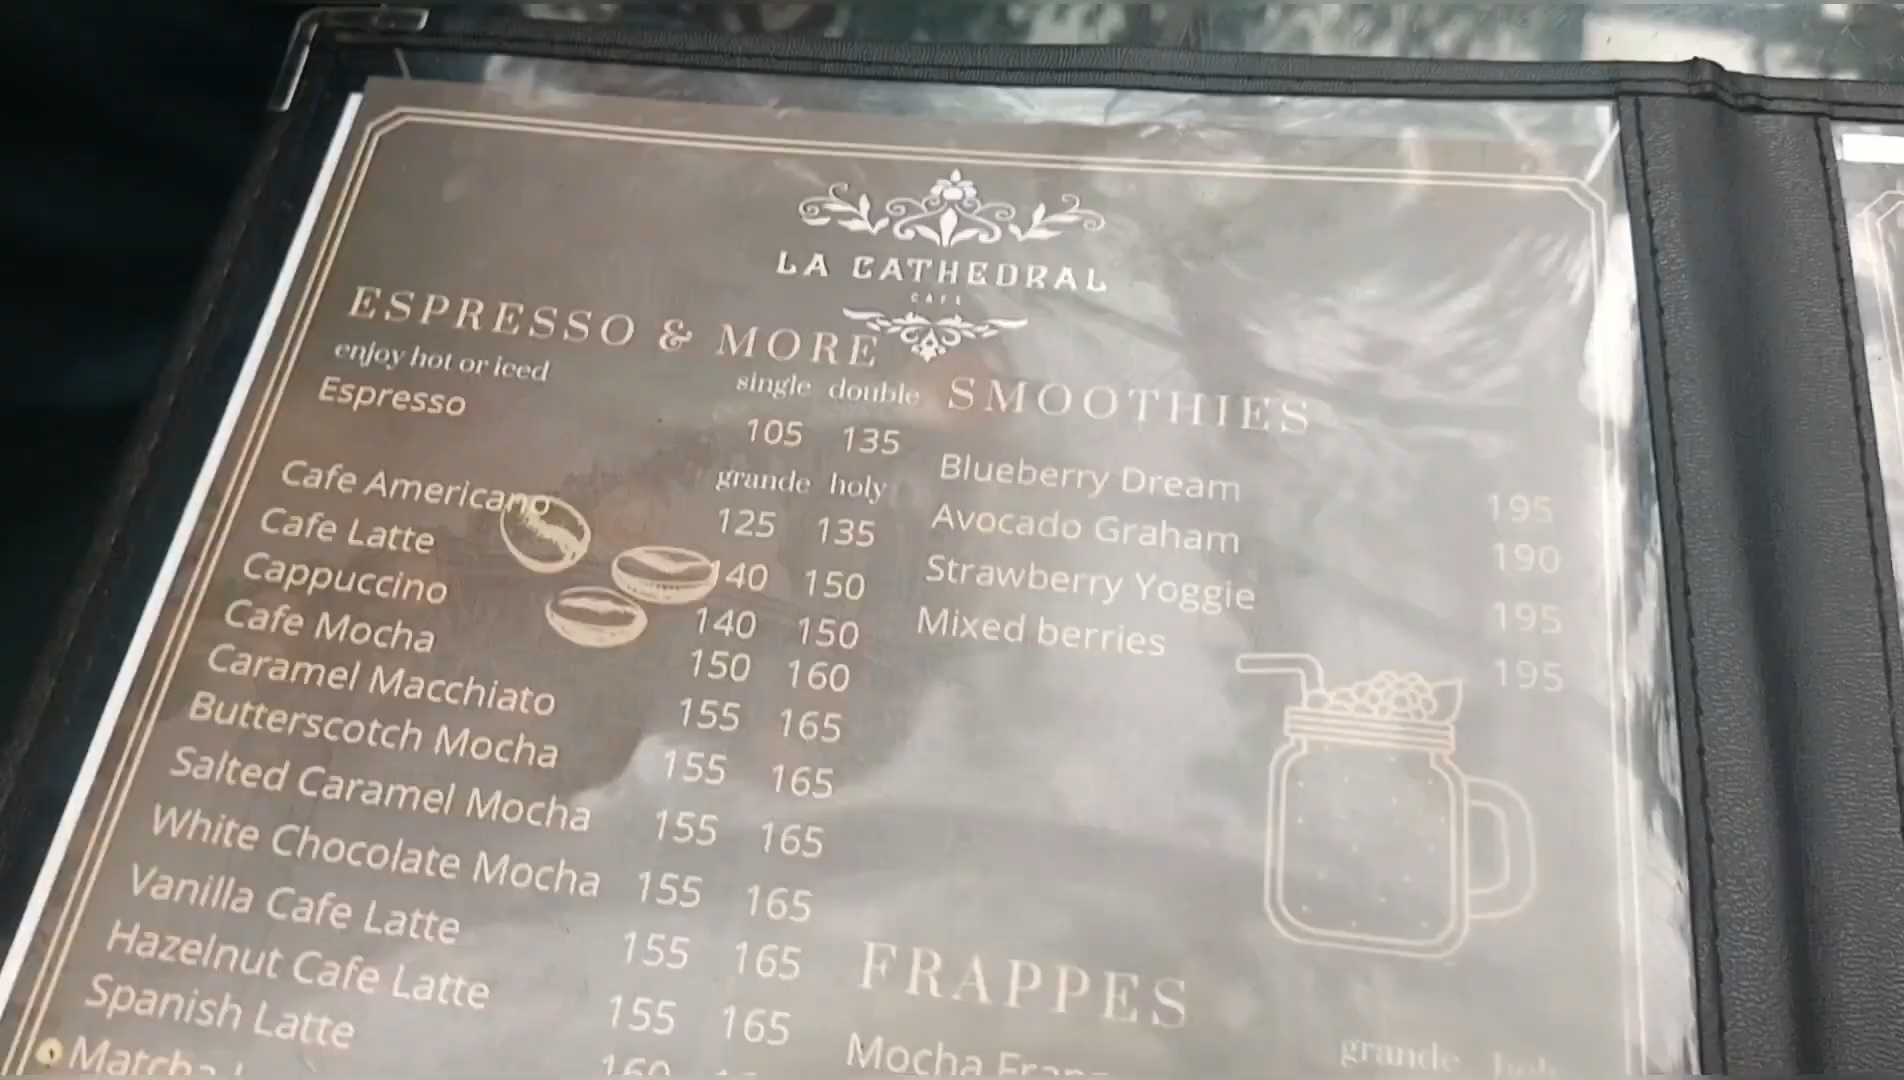 LA CATHEDRAL
CAFE
ESPRESSO & MORE
enjoy hot or iced
single double
Espresso 105 135
grande holy
Cafe Americano 125 135
Cafe Latte 140 150
Cappuccino 140 150
Cafe Mocha 150 160
Caramel Macchiato 155 165
Butterscotch Mocha 155 165
Salted Caramel Mocha 155 165
White Chocolate Mocha 155 165
Vanilla Cafe Latte 155 165
Hazelnut Cafe Latte 155 165
Spanish Latte 160
Matcha
SMOOTHIES
Blueberry Dream 195
Avocado Graham 190
Strawberry Yoggie 195
Mixed berries 195
FRAPPES
grande
Mocha